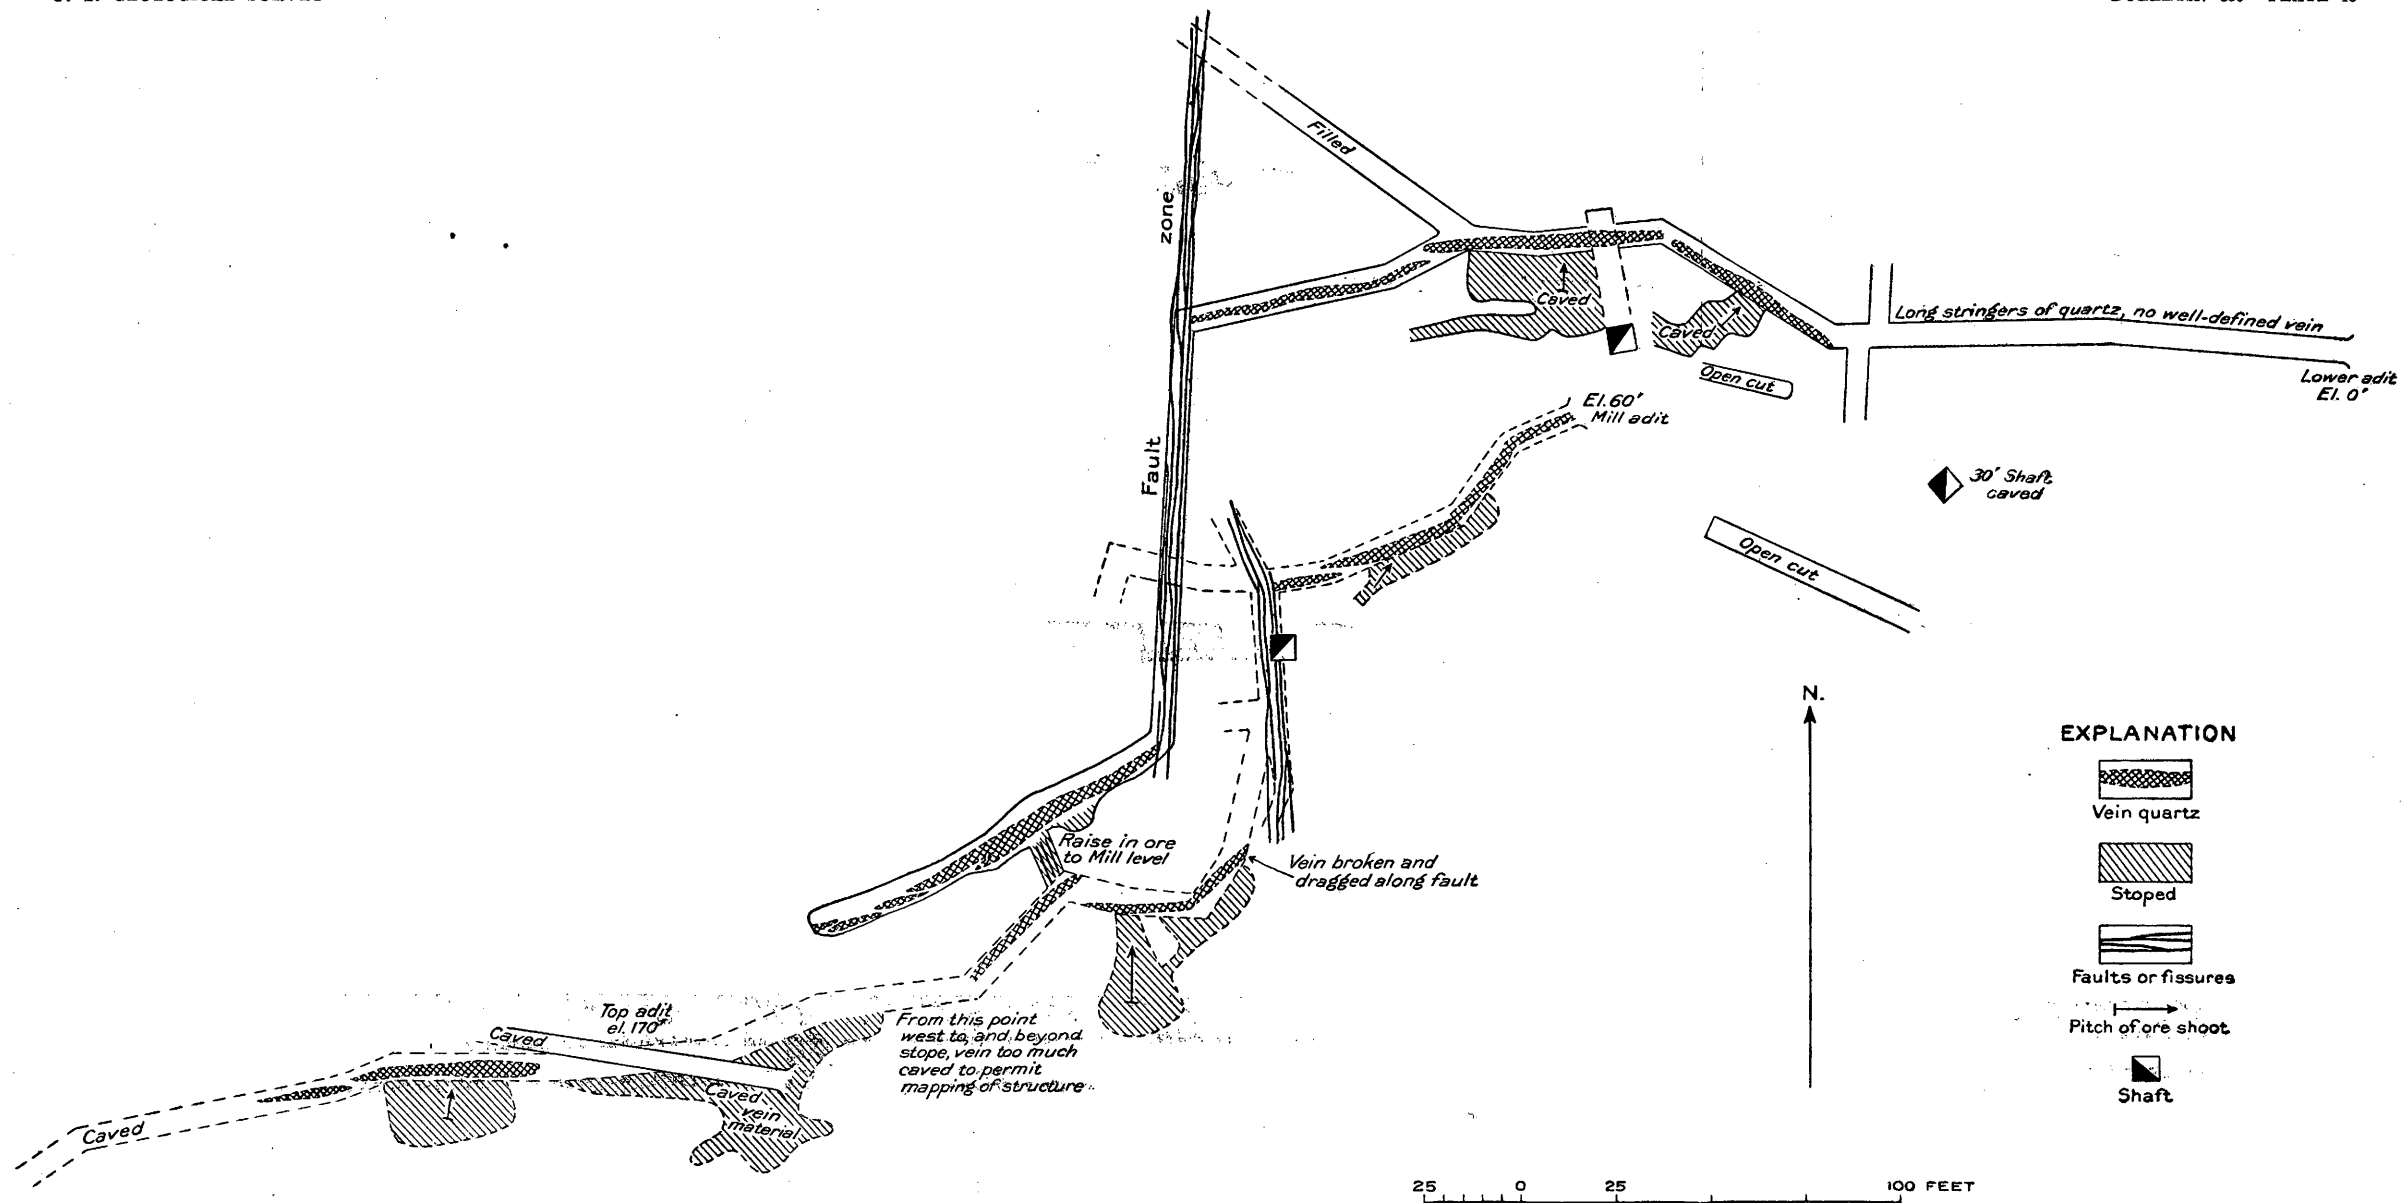 Filled
zone
Fault
Caved
Caved
Long stringers of quartz, no well-defined vein
Lower adit
El. 0'
Open cut
El. 60'
Mill adit
30' Shaft
caved
Open cut
N.
EXPLANATION
Vein quartz
Stoped
Faults or fissures
Pitch of ore shoot
Shaft
Raise in ore
to Mill level
Vein broken and
dragged along fault
Top adit
el. 170'
Caved
From this point
west to, and beyond
stope, vein too much
caved to permit
mapping of structure
Caved
vein
material
Caved
25 0 25 100 FEET